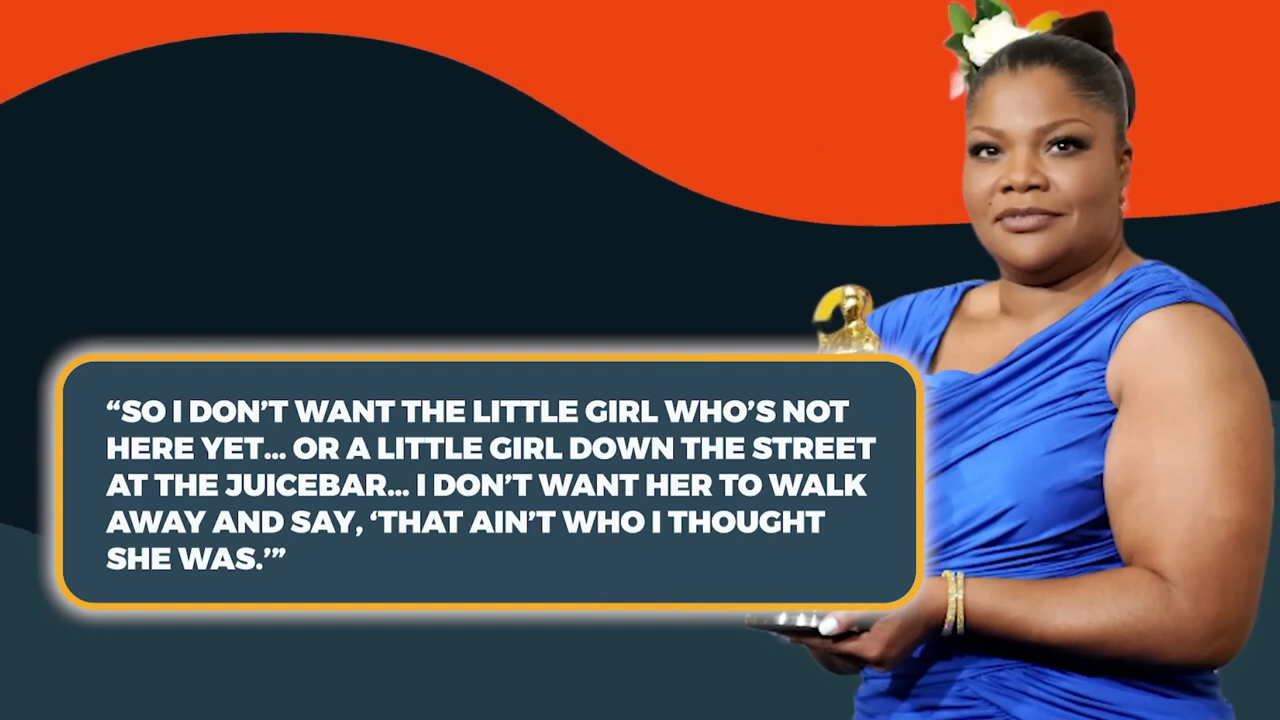 “SO I DON’T WANT THE LITTLE GIRL WHO’S NOT
HERE YET... OR A LITTLE GIRL DOWN THE STREET
AT THE JUICEBAR... I DON’T WANT HER TO WALK
AWAY AND SAY, ‘THAT AIN’T WHO I THOUGHT
SHE WAS.’”